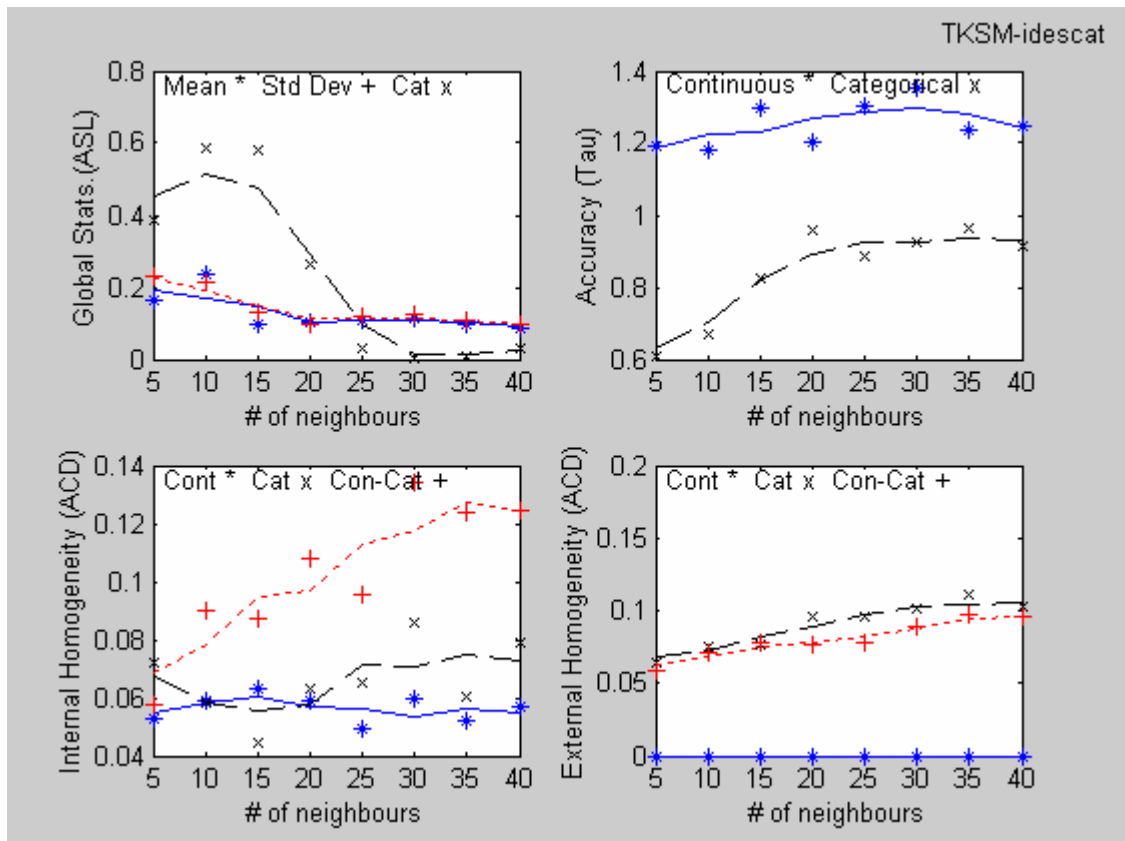 TKSM-idescat
Mean * Std Dev + Cat x
Global Stats.(ASL)
0.8
0.6
0.4
0.2
0
5 10 15 20 25 30 35 40
# of neighbours
Continuous * Categorical x
Accuracy (Tau)
1.4
1.2
1
0.8
0.6
5 10 15 20 25 30 35 40
# of neighbours
Cont * Cat x Con-Cat +
Internal Homogeneity (ACD)
0.14
0.12
0.1
0.08
0.06
0.04
5 10 15 20 25 30 35 40
# of neighbours
Cont * Cat x Con-Cat +
External Homogeneity (ACD)
0.2
0.15
0.1
0.05
0
5 10 15 20 25 30 35 40
# of neighbours